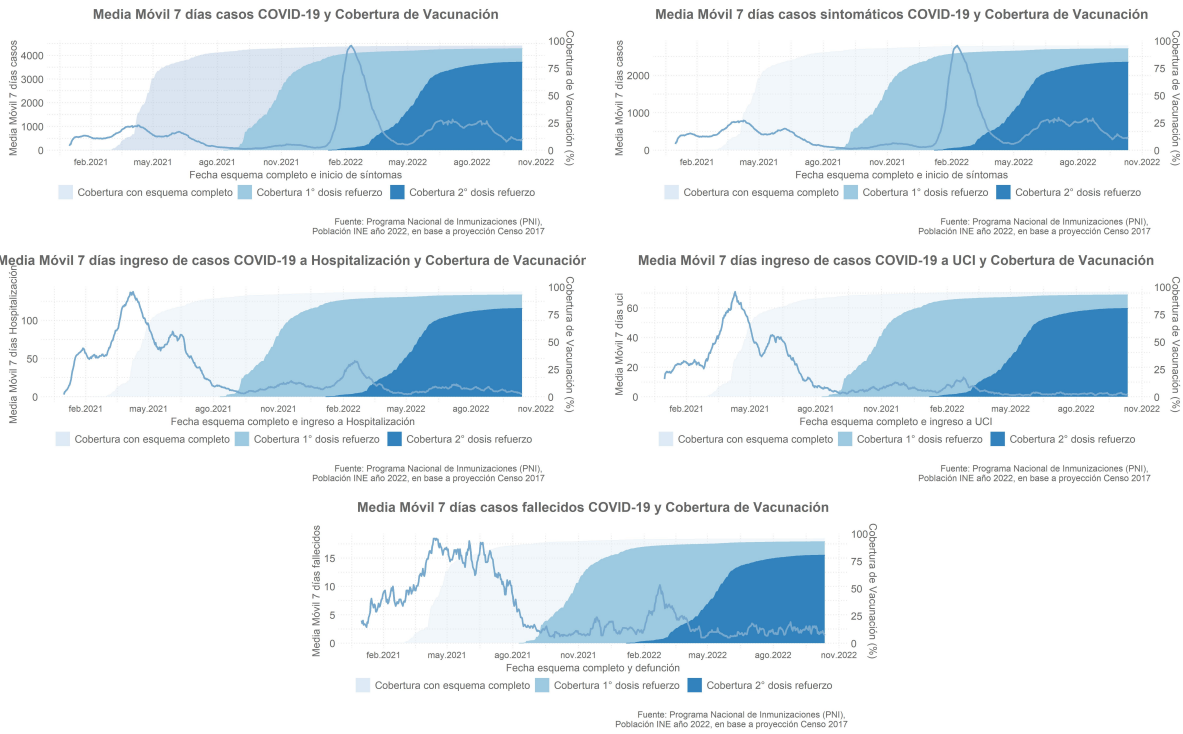 Media Móvil 7 días casos COVID-19 y Cobertura de Vacunación
Media Móvil 7 días casos
4000
3000
2000
1000
0
100
75
50
25
0
Cobertura de Vacunación (%)
feb.2021 may.2021 ago.2021 nov.2021 feb.2022 may.2022 ago.2022 nov.2022
Fecha esquema completo e inicio de síntomas
Cobertura con esquema completo Cobertura 1° dosis refuerzo Cobertura 2° dosis refuerzo
Fuente: Programa Nacional de Inmunizaciones (PNI),
Población INE año 2022, en base a proyección Censo 2017
Media Móvil 7 días casos sintomáticos COVID-19 y Cobertura de Vacunación
Media Móvil 7 días casos
2000
1000
0
100
75
50
25
0
Cobertura de Vacunación (%)
feb.2021 may.2021 ago.2021 nov.2021 feb.2022 may.2022 ago.2022 nov.2022
Fecha esquema completo e inicio de síntomas
Cobertura con esquema completo Cobertura 1° dosis refuerzo Cobertura 2° dosis refuerzo
Fuente: Programa Nacional de Inmunizaciones (PNI),
Población INE año 2022, en base a proyección Censo 2017
Media Móvil 7 días ingreso de casos COVID-19 a Hospitalización y Cobertura de Vacunación
Media Móvil 7 días Hospitalización
100
50
0
100
75
50
25
0
Cobertura de Vacunación (%)
feb.2021 may.2021 ago.2021 nov.2021 feb.2022 may.2022 ago.2022 nov.2022
Fecha esquema completo e ingreso a Hospitalización
Cobertura con esquema completo Cobertura 1° dosis refuerzo Cobertura 2° dosis refuerzo
Fuente: Programa Nacional de Inmunizaciones (PNI),
Población INE año 2022, en base a proyección Censo 2017
Media Móvil 7 días ingreso de casos COVID-19 a UCI y Cobertura de Vacunación
Media Móvil 7 días uci
60
40
20
0
100
75
50
25
0
Cobertura de Vacunación (%)
feb.2021 may.2021 ago.2021 nov.2021 feb.2022 may.2022 ago.2022 nov.2022
Fecha esquema completo e ingreso a UCI
Cobertura con esquema completo Cobertura 1° dosis refuerzo Cobertura 2° dosis refuerzo
Fuente: Programa Nacional de Inmunizaciones (PNI),
Población INE año 2022, en base a proyección Censo 2017
Media Móvil 7 días casos fallecidos COVID-19 y Cobertura de Vacunación
Media Móvil 7 días fallecidos
15
10
5
0
100
75
50
25
0
Cobertura de Vacunación (%)
feb.2021 may.2021 ago.2021 nov.2021 feb.2022 may.2022 ago.2022 nov.2022
Fecha esquema completo y defunción
Cobertura con esquema completo Cobertura 1° dosis refuerzo Cobertura 2° dosis refuerzo
Fuente: Programa Nacional de Inmunizaciones (PNI),
Población INE año 2022, en base a proyección Censo 2017